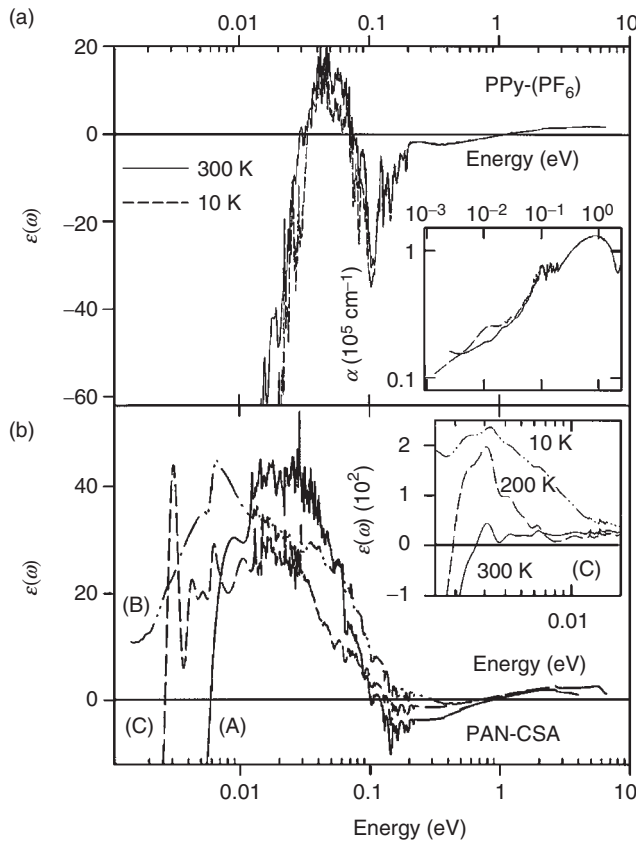 (a)
0.01 0.1 1 10
20
0
−20
−40
−60
ε(ω)
PPy-(PF₆)
300 K
10 K
Energy (eV)
10⁻³ 10⁻² 10⁻¹ 10⁰
1
0.1
α (10⁵ cm⁻¹)
(b)
40
20
0
ε(ω)
(B)
(C)
(A)
2
1
0
−1
ε(ω) (10²)
10 K
200 K
300 K
(C)
0.01
Energy (eV)
PAN-CSA
0.01 0.1 1 10
Energy (eV)